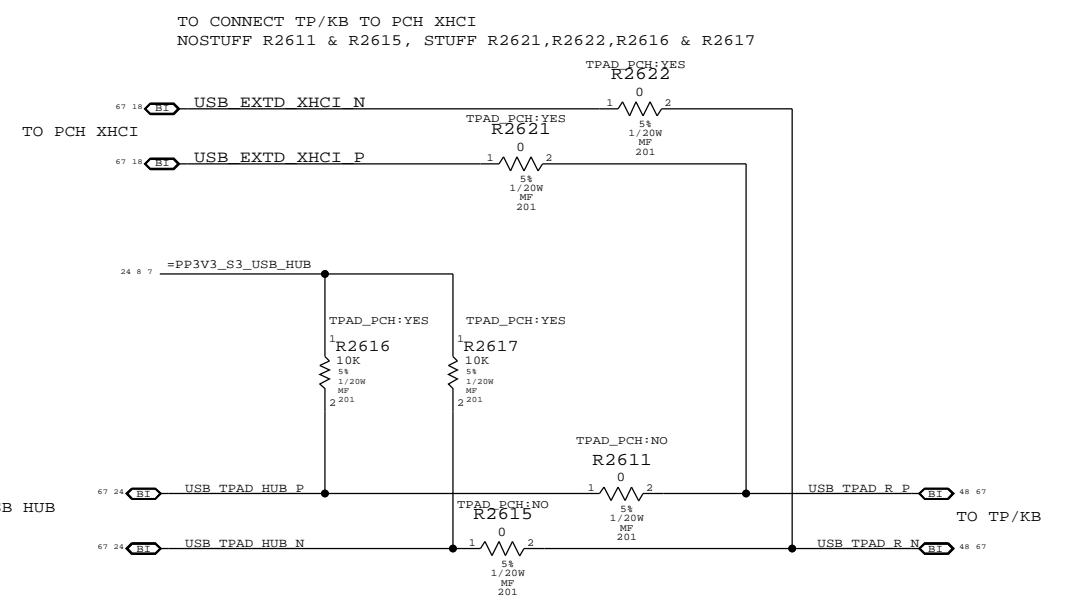 TO CONNECT TP/KB TO PCH XHCI
NOSTUFF R2611 & R2615, STUFF R2621,R2622,R2616 & R2617
TPAD_PCH:YES
R2622
0
67 18 BI USB_EXTD_XHCI_N 1 2
5%
1/20W
MF
201
TO PCH XHCI
TPAD_PCH:YES
R2621
0
67 18 BI USB_EXTD_XHCI_P 1 2
5%
1/20W
MF
201
24 8 7 =PP3V3_S3_USB_HUB
TPAD_PCH:YES
1
R2616
10K
5%
1/20W
MF
201
2
TPAD_PCH:YES
1
R2617
10K
5%
1/20W
MF
201
2
TPAD_PCH:NO
R2611
0
67 24 BI USB_TPAD_HUB_P 1 2 USB_TPAD_R_P BI 48 67
5%
1/20W
MF
201
B HUB
TO TP/KB
TPAD_PCH:NO
R2615
0
67 24 BI USB_TPAD_HUB_N 1 2 USB_TPAD_R_N BI 48 67
5%
1/20W
MF
201